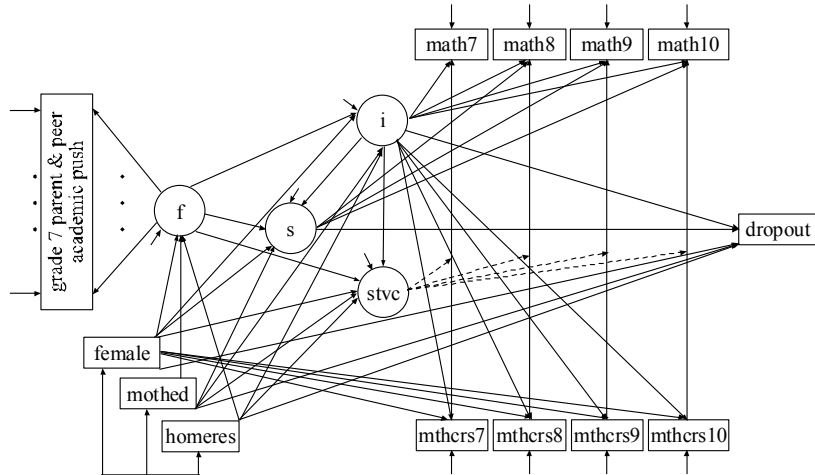 math7
math8
math9
math10
i
grade 7 parent & peer
academic push
f
s
dropout
stvc
female
mothed
homeres
mthcrs7
mthcrs8
mthcrs9
mthcrs10